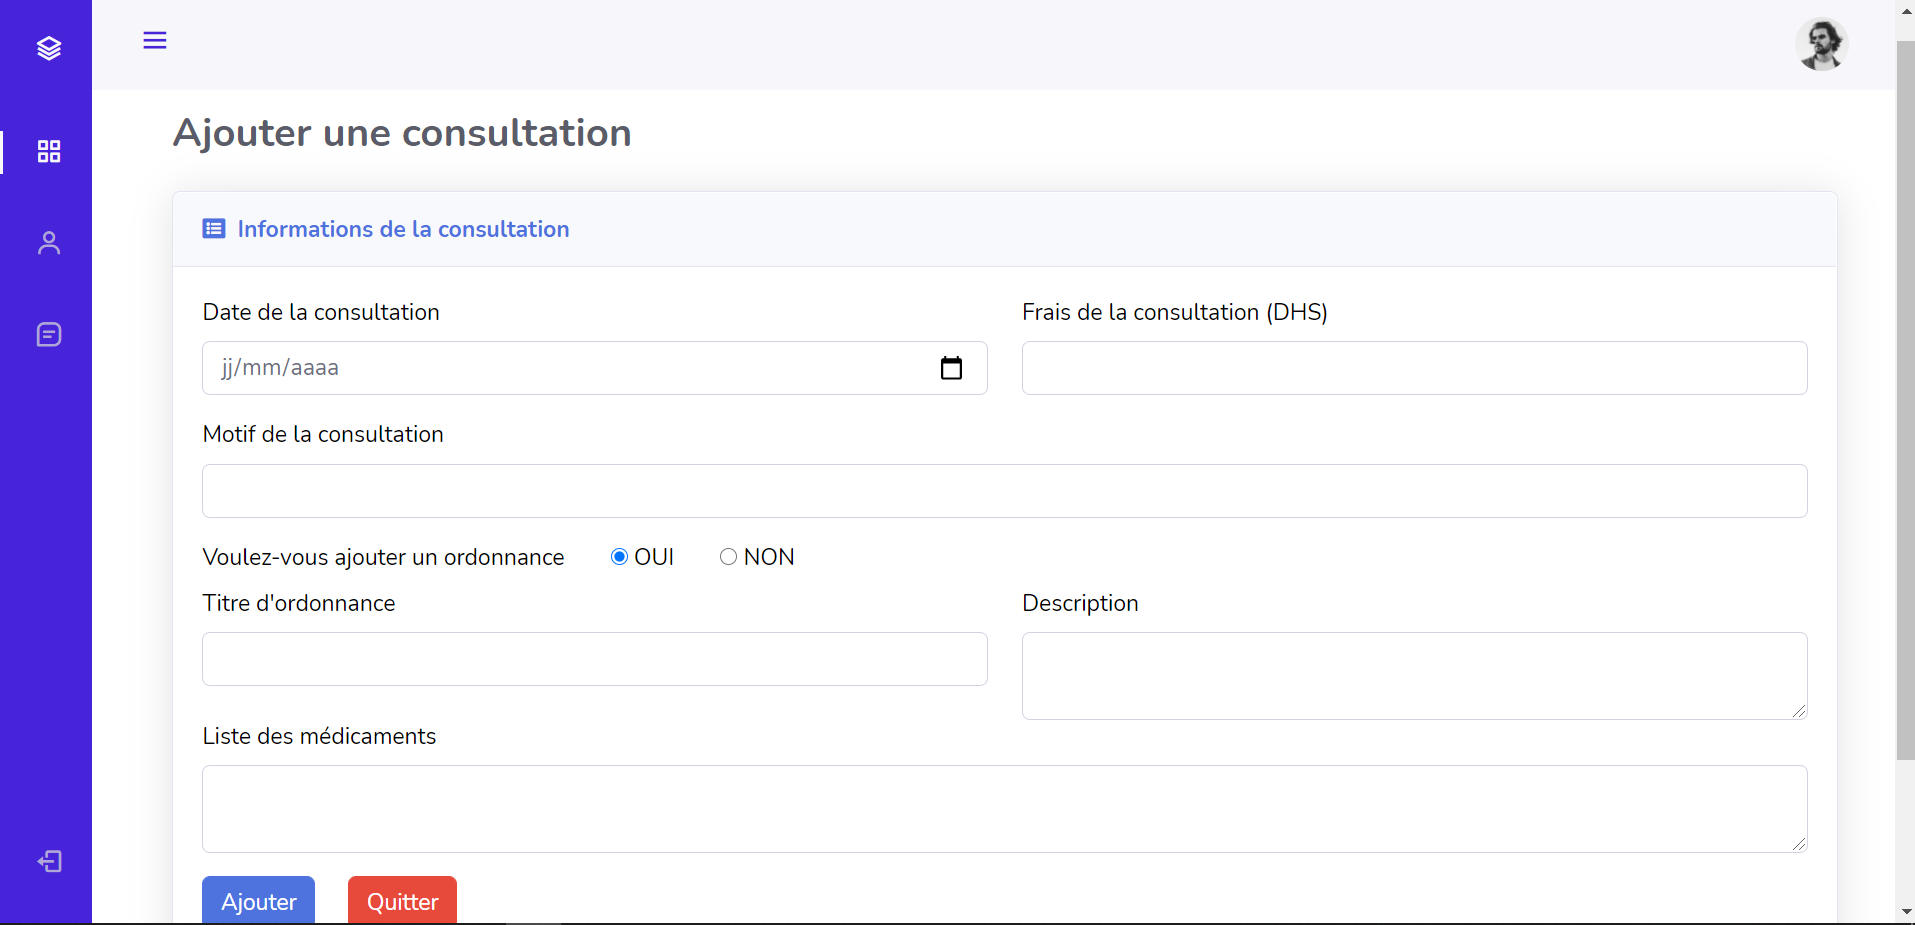 Ajouter une consultation
Informations de la consultation
Date de la consultation
Frais de la consultation (DHS)
jj/mm/aaaa
Motif de la consultation
Voulez-vous ajouter un ordonnance OUI NON
Titre d'ordonnance
Description
Liste des médicaments
Ajouter Quitter